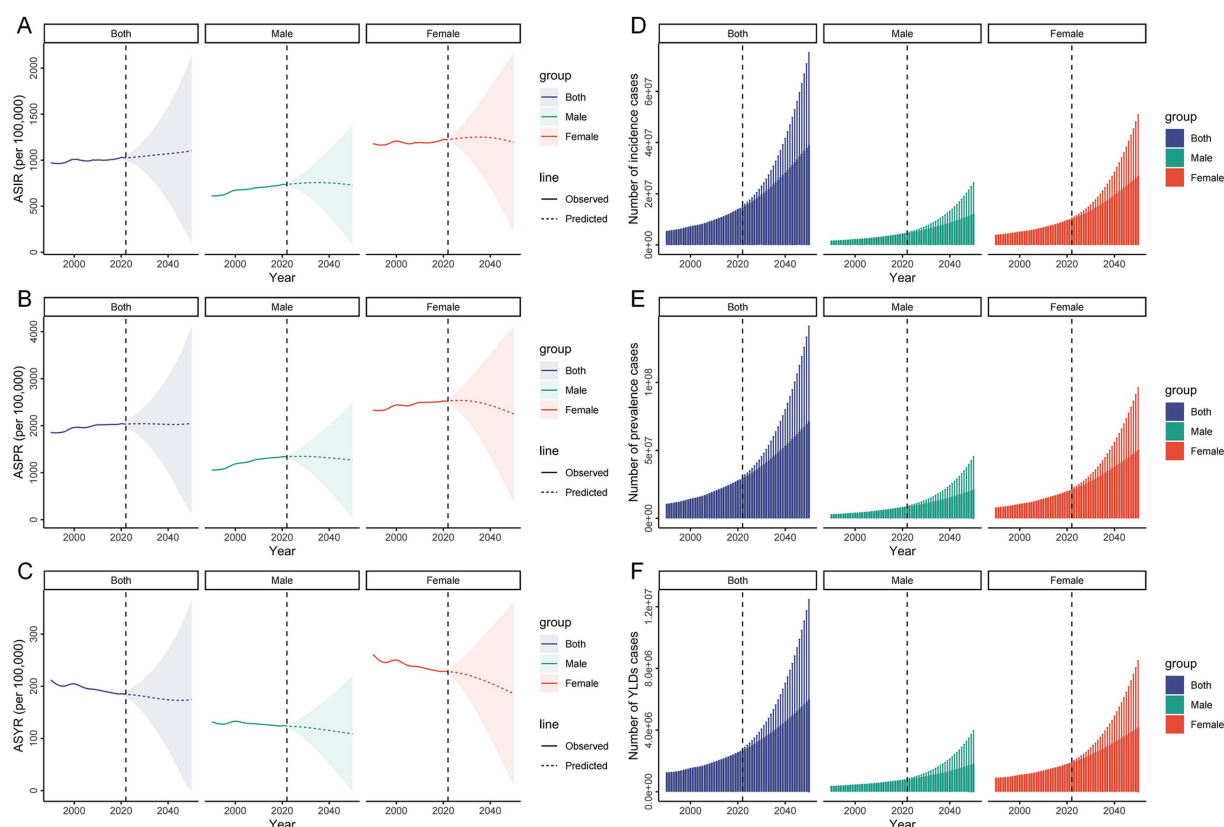 A
Both Male Female
ASIR (per 100,000)
0 500 1000 1500 2000
2000 2020 2040 2000 2020 2040 2000 2020 2040
Year
group
Both
Male
Female
line
Observed
Predicted
B
Both Male Female
ASPR (per 100,000)
0 1000 2000 3000 4000
2000 2020 2040 2000 2020 2040 2000 2020 2040
Year
group
Both
Male
Female
line
Observed
Predicted
C
Both Male Female
ASYR (per 100,000)
0 100 200 300
2000 2020 2040 2000 2020 2040 2000 2020 2040
Year
group
Both
Male
Female
line
Observed
Predicted
D
Both Male Female
Number of incidence cases
0e+00 2e+07 4e+07 6e+07
2000 2020 2040 2000 2020 2040 2000 2020 2040
Year
group
Both
Male
Female
E
Both Male Female
Number of prevalence cases
0e+00 5e+07 1e+08
2000 2020 2040 2000 2020 2040 2000 2020 2040
Year
group
Both
Male
Female
F
Both Male Female
Number of YLDs cases
0.0e+00 4.0e+06 8.0e+06 1.2e+07
2000 2020 2040 2000 2020 2040 2000 2020 2040
Year
group
Both
Male
Female